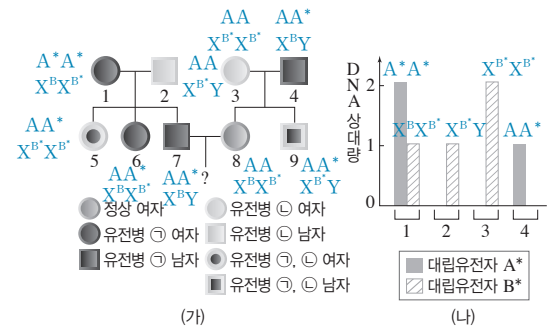 AA
X^B*X^B*
AA*
X^BY
A*A*
X^BX^B*
AA
X^B*Y
1
2
3
4
AA*
X^B*X^B*
5
6
7
8
9
?
AA*
X^BX^B*
AA*
X^BY
AA
X^BX^B*
AA*
X^B*Y
정상 여자
유전병 ㉡ 여자
유전병 ㉠ 여자
유전병 ㉡ 남자
유전병 ㉠ 남자
유전병 ㉠, ㉡ 여자
유전병 ㉠, ㉡ 남자
(가)
DNA 상대량
2
1
0
A*A*
X^B*X^B*
X^BX^B*
X^B*Y
AA*
1
2
3
4
대립유전자 A*
대립유전자 B*
(나)